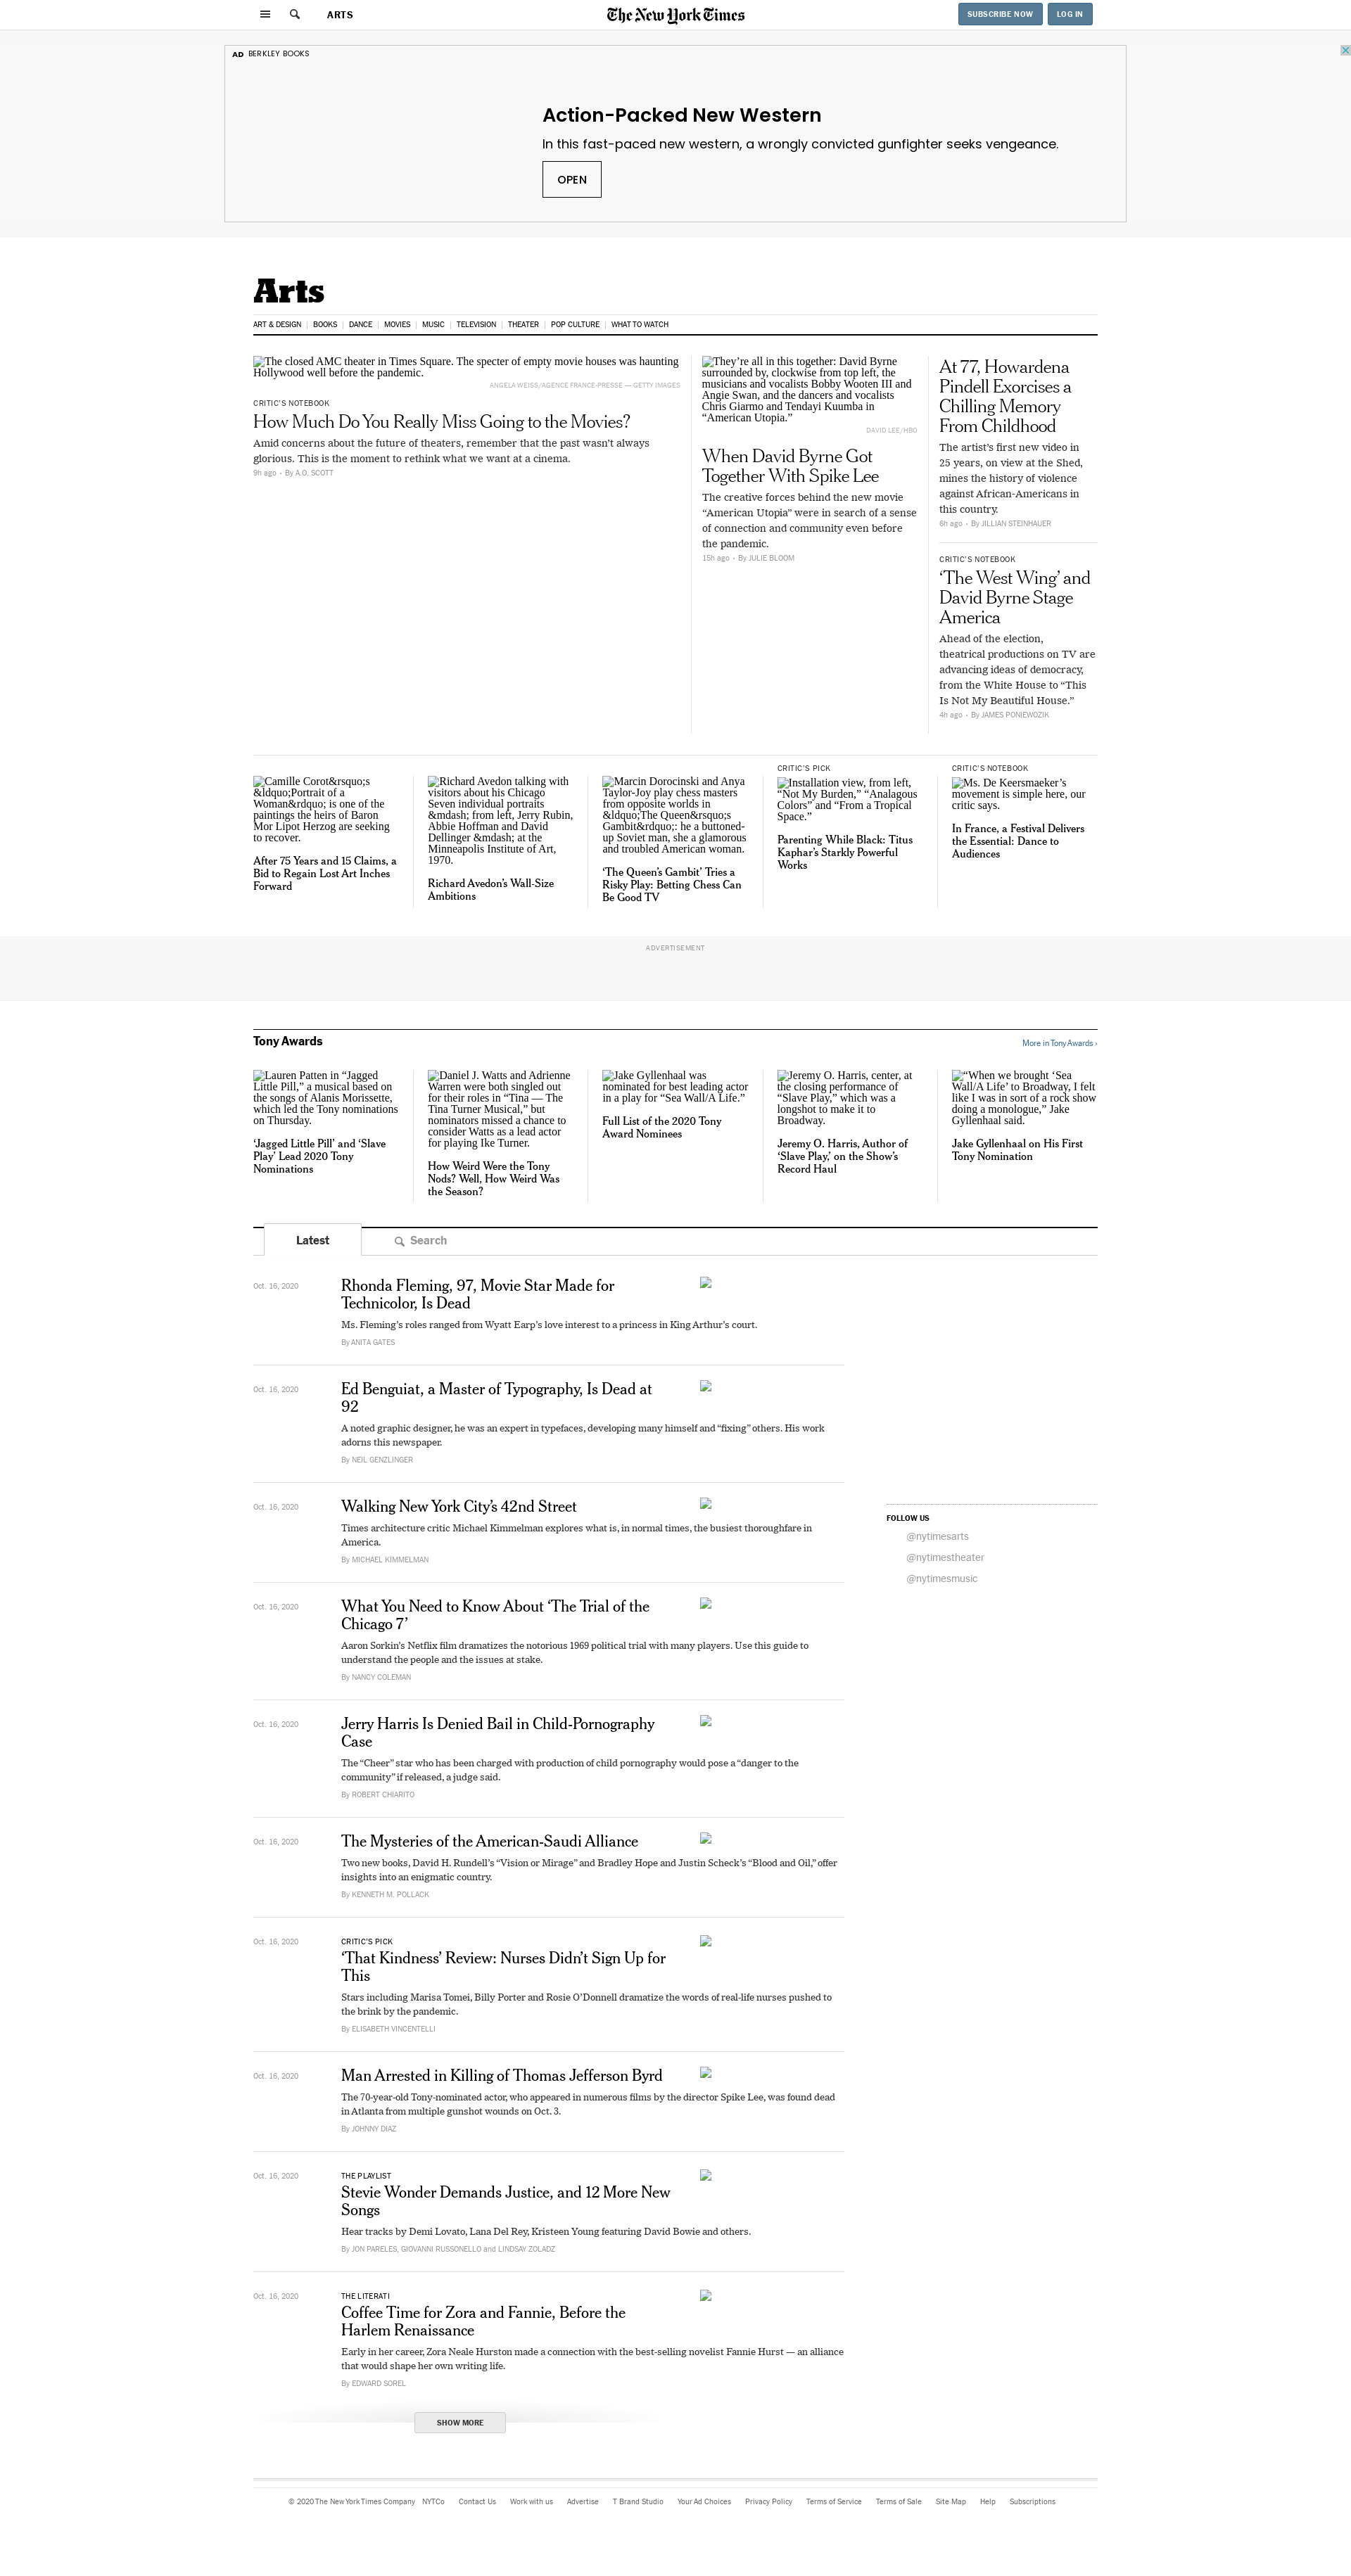 ARTS
The New York Times
SUBSCRIBE NOW
LOG IN
AD BERKLEY BOOKS
Action-Packed New Western
In this fast-paced new western, a wrongly convicted gunfighter seeks vengeance.
OPEN
Arts
ART & DESIGN | BOOKS | DANCE | MOVIES | MUSIC | TELEVISION | THEATER | POP CULTURE | WHAT TO WATCH
The closed AMC theater in Times Square. The specter of empty movie houses was haunting
Hollywood well before the pandemic.
ANGELA WEISS/AGENCE FRANCE-PRESSE — GETTY IMAGES
CRITIC'S NOTEBOOK
How Much Do You Really Miss Going to the Movies?
Amid concerns about the future of theaters, remember that the past wasn't always
glorious. This is the moment to rethink what we want at a cinema.
9h ago · By A.O. SCOTT
They’re all in this together: David Byrne
surrounded by, clockwise from top left, the
musicians and vocalists Bobby Wooten III and
Angie Swan, and the dancers and vocalists
Chris Giarmo and Tendayi Kuumba in
“American Utopia.”
DAVID LEE/HBO
When David Byrne Got
Together With Spike Lee
The creative forces behind the new movie
“American Utopia” were in search of a sense
of connection and community even before
the pandemic.
15h ago · By JULIE BLOOM
At 77, Howardena
Pindell Exorcises a
Chilling Memory
From Childhood
The artist’s first new video in
25 years, on view at the Shed,
mines the history of violence
against African-Americans in
this country.
6h ago · By JILLIAN STEINHAUER
CRITIC'S NOTEBOOK
‘The West Wing’ and
David Byrne Stage
America
Ahead of the election,
theatrical productions on TV are
advancing ideas of democracy,
from the White House to “This
Is Not My Beautiful House.”
4h ago · By JAMES PONIEWOZIK
Camille Corot&rsquo;s
&ldquo;Portrait of a
Woman&rdquo; is one of the
paintings the heirs of Baron
Mor Lipot Herzog are seeking
to recover.
After 75 Years and 15 Claims, a
Bid to Regain Lost Art Inches
Forward
Richard Avedon talking with
visitors about his Chicago
Seven individual portraits
&mdash; from left, Jerry Rubin,
Abbie Hoffman and David
Dellinger &mdash; at the
Minneapolis Institute of Art,
1970.
Richard Avedon’s Wall-Size
Ambitions
Marcin Dorocinski and Anya
Taylor-Joy play chess masters
from opposite worlds in
&ldquo;The Queen&rsquo;s
Gambit&rdquo;: he a buttoned-
up Soviet man, she a glamorous
and troubled American woman.
‘The Queen’s Gambit’ Tries a
Risky Play: Betting Chess Can
Be Good TV
CRITIC'S PICK
Installation view, from left,
“Not My Burden,” “Analagous
Colors” and “From a Tropical
Space.”
Parenting While Black: Titus
Kaphar’s Starkly Powerful
Works
CRITIC'S NOTEBOOK
Ms. De Keersmaeker’s
movement is simple here, our
critic says.
In France, a Festival Delivers
the Essential: Dance to
Audiences
ADVERTISEMENT
Tony Awards
More in Tony Awards ›
Lauren Patten in “Jagged
Little Pill,” a musical based on
the songs of Alanis Morissette,
which led the Tony nominations
on Thursday.
‘Jagged Little Pill’ and ‘Slave
Play’ Lead 2020 Tony
Nominations
Daniel J. Watts and Adrienne
Warren were both singled out
for their roles in “Tina — The
Tina Turner Musical,” but
nominators missed a chance to
consider Watts as a lead actor
for playing Ike Turner.
How Weird Were the Tony
Nods? Well, How Weird Was
the Season?
Jake Gyllenhaal was
nominated for best leading actor
in a play for “Sea Wall/A Life.”
Full List of the 2020 Tony
Award Nominees
Jeremy O. Harris, center, at
the closing performance of
“Slave Play,” which was a
longshot to make it to
Broadway.
Jeremy O. Harris, Author of
‘Slave Play,’ on the Show’s
Record Haul
“When we brought ‘Sea
Wall/A Life’ to Broadway, I felt
like I was in sort of a rock show
doing a monologue,” Jake
Gyllenhaal said.
Jake Gyllenhaal on His First
Tony Nomination
Latest
Search
Oct. 16, 2020
Rhonda Fleming, 97, Movie Star Made for
Technicolor, Is Dead
Ms. Fleming’s roles ranged from Wyatt Earp’s love interest to a princess in King Arthur’s court.
By ANITA GATES
Oct. 16, 2020
Ed Benguiat, a Master of Typography, Is Dead at
92
A noted graphic designer, he was an expert in typefaces, developing many himself and “fixing” others. His work
adorns this newspaper.
By NEIL GENZLINGER
Oct. 16, 2020
Walking New York City’s 42nd Street
Times architecture critic Michael Kimmelman explores what is, in normal times, the busiest thoroughfare in
America.
By MICHAEL KIMMELMAN
FOLLOW US
@nytimesarts
@nytimestheater
@nytimesmusic
Oct. 16, 2020
What You Need to Know About ‘The Trial of the
Chicago 7’
Aaron Sorkin’s Netflix film dramatizes the notorious 1969 political trial with many players. Use this guide to
understand the people and the issues at stake.
By NANCY COLEMAN
Oct. 16, 2020
Jerry Harris Is Denied Bail in Child-Pornography
Case
The “Cheer” star who has been charged with production of child pornography would pose a “danger to the
community” if released, a judge said.
By ROBERT CHIARITO
Oct. 16, 2020
The Mysteries of the American-Saudi Alliance
Two new books, David H. Rundell’s “Vision or Mirage” and Bradley Hope and Justin Scheck’s “Blood and Oil,” offer
insights into an enigmatic country.
By KENNETH M. POLLACK
Oct. 16, 2020
CRITIC'S PICK
‘That Kindness’ Review: Nurses Didn’t Sign Up for
This
Stars including Marisa Tomei, Billy Porter and Rosie O’Donnell dramatize the words of real-life nurses pushed to
the brink by the pandemic.
By ELISABETH VINCENTELLI
Oct. 16, 2020
Man Arrested in Killing of Thomas Jefferson Byrd
The 70-year-old Tony-nominated actor, who appeared in numerous films by the director Spike Lee, was found dead
in Atlanta from multiple gunshot wounds on Oct. 3.
By JOHNNY DIAZ
Oct. 16, 2020
THE PLAYLIST
Stevie Wonder Demands Justice, and 12 More New
Songs
Hear tracks by Demi Lovato, Lana Del Rey, Kristeen Young featuring David Bowie and others.
By JON PARELES, GIOVANNI RUSSONELLO and LINDSAY ZOLADZ
Oct. 16, 2020
THE LITERATI
Coffee Time for Zora and Fannie, Before the
Harlem Renaissance
Early in her career, Zora Neale Hurston made a connection with the best-selling novelist Fannie Hurst — an alliance
that would shape her own writing life.
By EDWARD SOREL
SHOW MORE
© 2020 The New York Times Company NYTCo Contact Us Work with us Advertise T Brand Studio Your Ad Choices Privacy Policy Terms of Service Terms of Sale Site Map Help Subscriptions